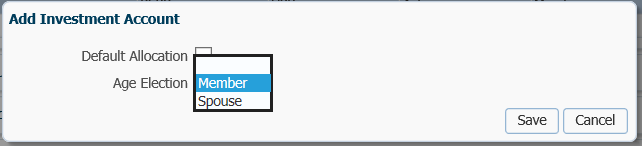 Add Investment Account
Default Allocation
Age Election
Member
Spouse
Save Cancel